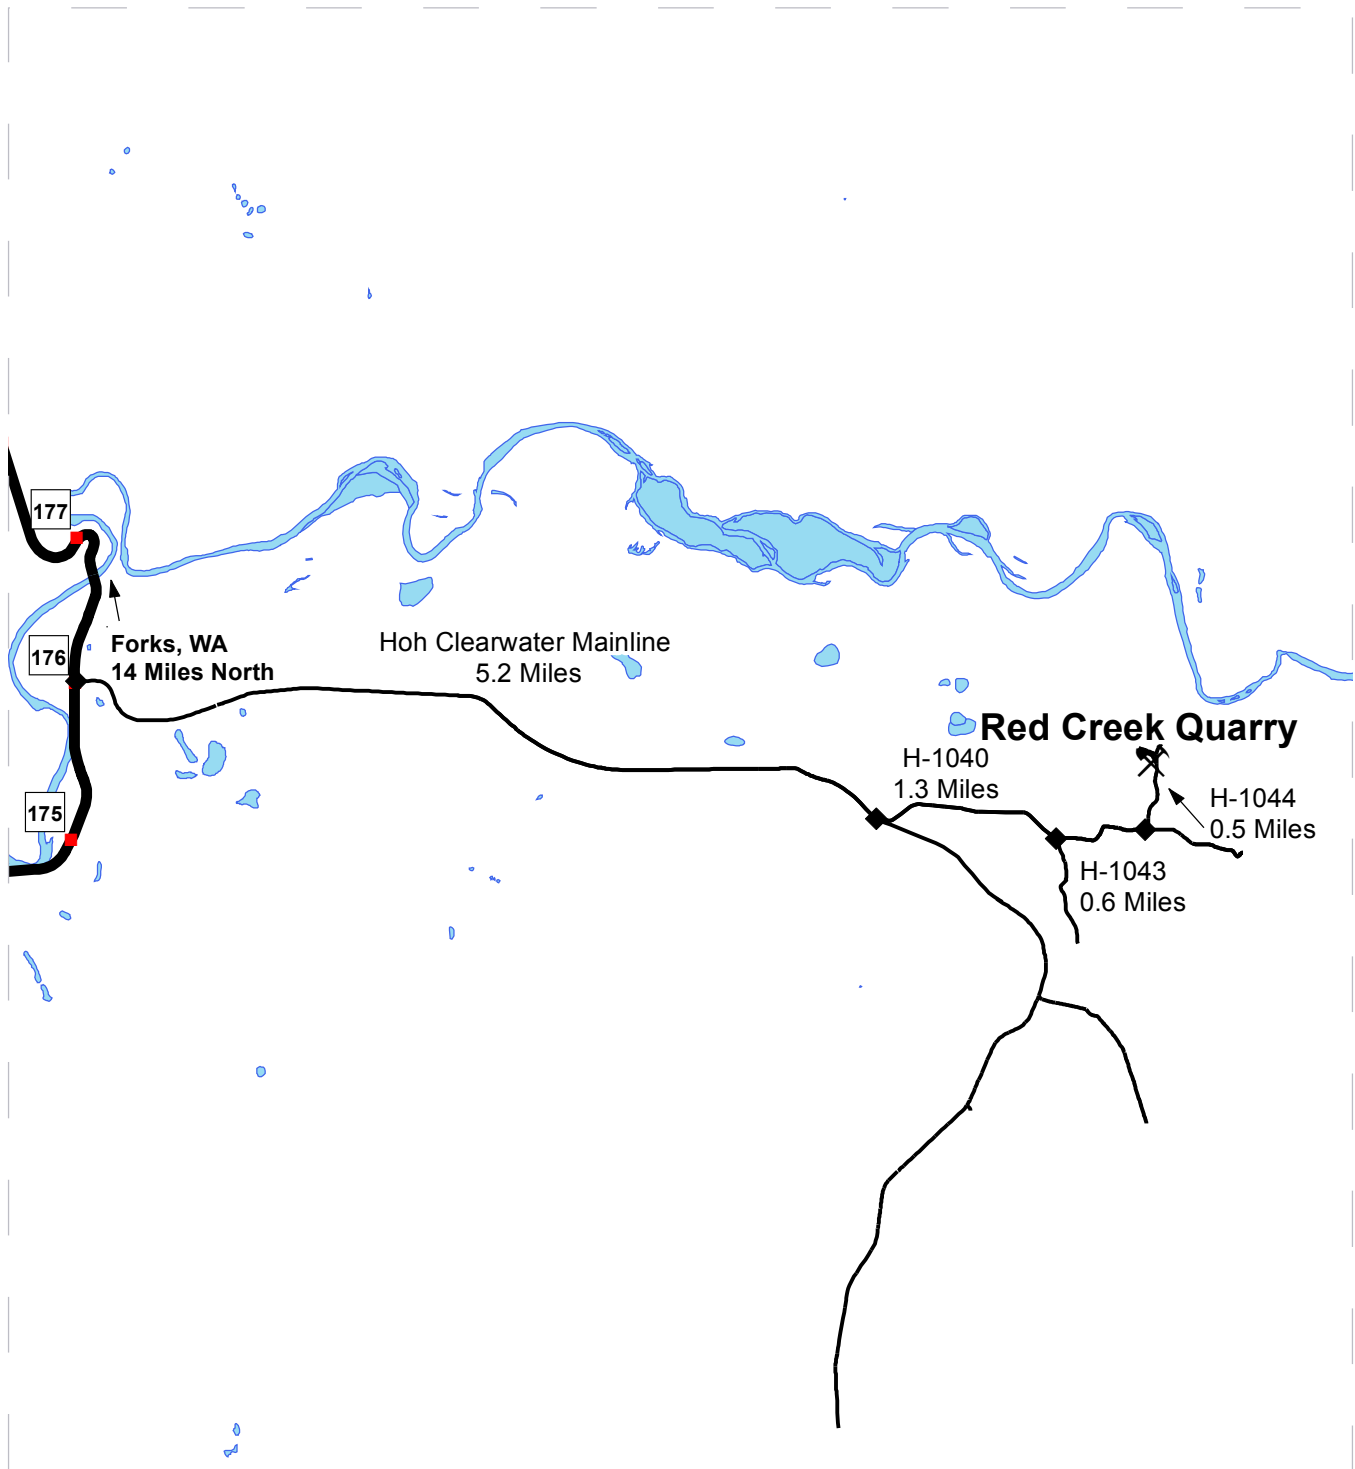 177
176
Forks, WA
14 Miles North
Hoh Clearwater Mainline
5.2 Miles
Red Creek Quarry
H-1040
1.3 Miles
175
H-1044
0.5 Miles
H-1043
0.6 Miles